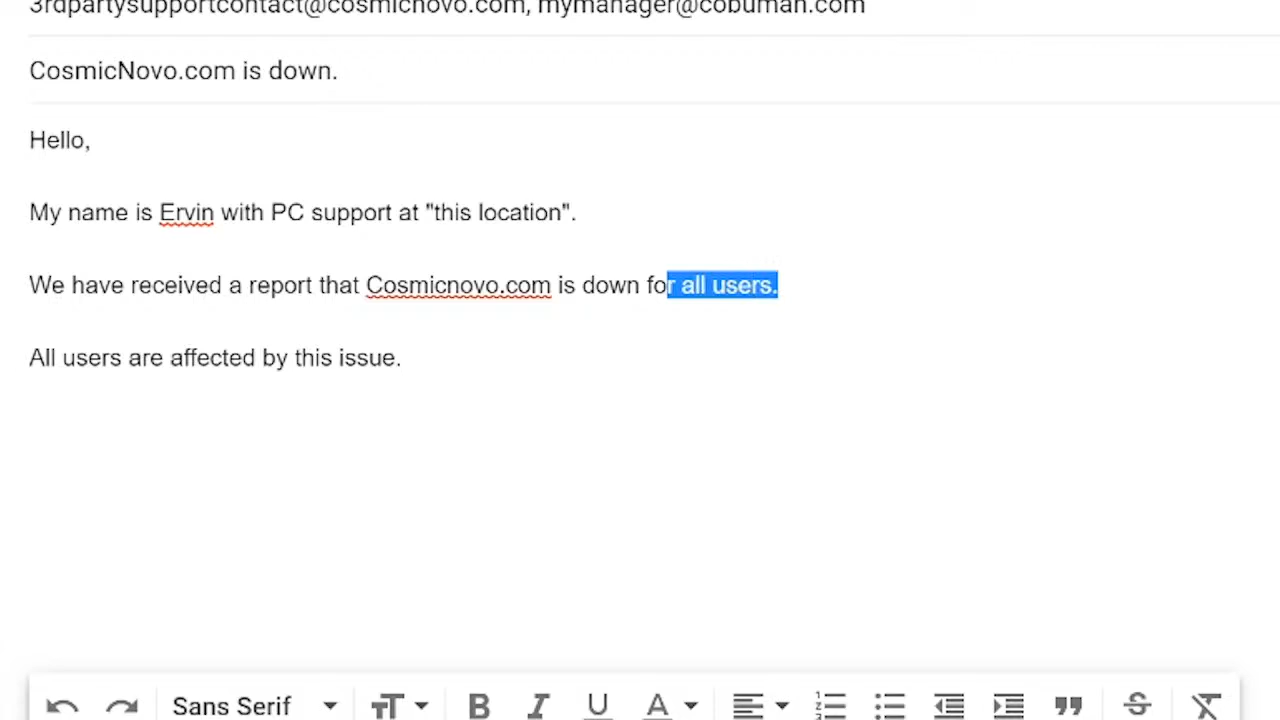 3rdpartysupportcontact@cosmicnovo.com, mymanager@cobuman.com
CosmicNovo.com is down.
Hello,
My name is Ervin with PC support at "this location".
We have received a report that Cosmicnovo.com is down for all users.
All users are affected by this issue.
Sans Serif